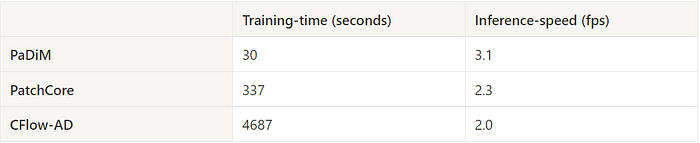 Training-time (seconds) Inference-speed (fps)
PaDiM 30 3.1
PatchCore 337 2.3
CFlow-AD 4687 2.0